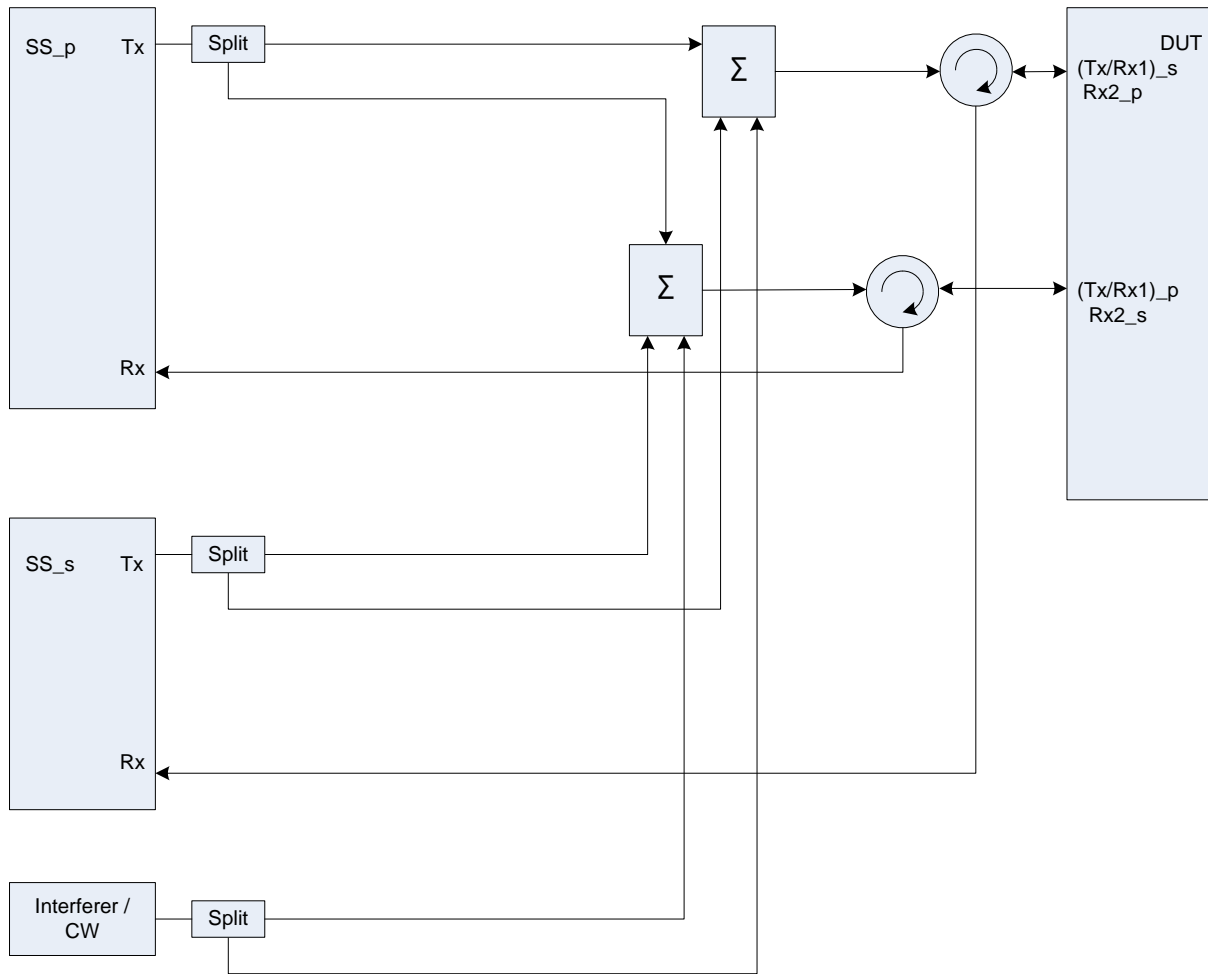 SS_p
Tx
Split
Σ
DUT
(Tx/Rx1)_s
Rx2_p
Σ
(Tx/Rx1)_p
Rx2_s
Rx
SS_s
Tx
Split
Rx
Interferer /
CW
Split